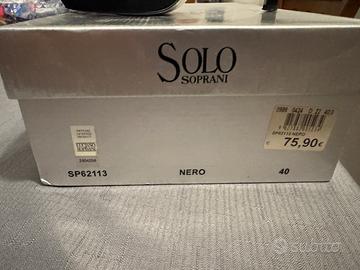 SOLO
SOPRANI
SP62113 NERO
75,90€
SP62113
NERO
40
subito